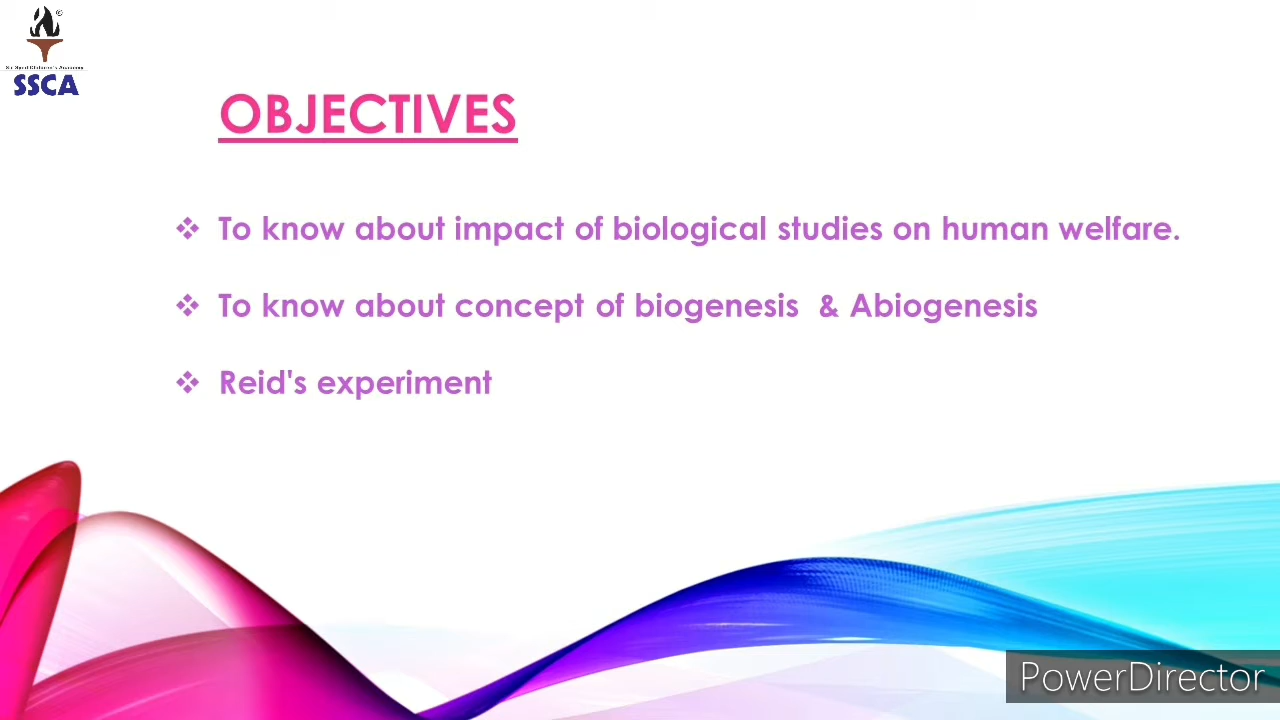 ©
SSCA
OBJECTIVES
❖ To know about impact of biological studies on human welfare.
❖ To know about concept of biogenesis & Abiogenesis
❖ Reid's experiment
PowerDirector